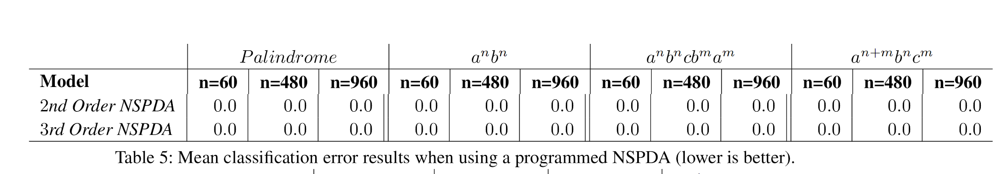 Palindrome aⁿbⁿ aⁿbⁿcbᵐaᵐ aⁿ⁺ᵐbⁿcᵐ
Model n=60 n=480 n=960 n=60 n=480 n=960 n=60 n=480 n=960 n=60 n=480 n=960
2nd Order NSPDA 0.0 0.0 0.0 0.0 0.0 0.0 0.0 0.0 0.0 0.0 0.0 0.0
3rd Order NSPDA 0.0 0.0 0.0 0.0 0.0 0.0 0.0 0.0 0.0 0.0 0.0 0.0
Table 5: Mean classification error results when using a programmed NSPDA (lower is better).